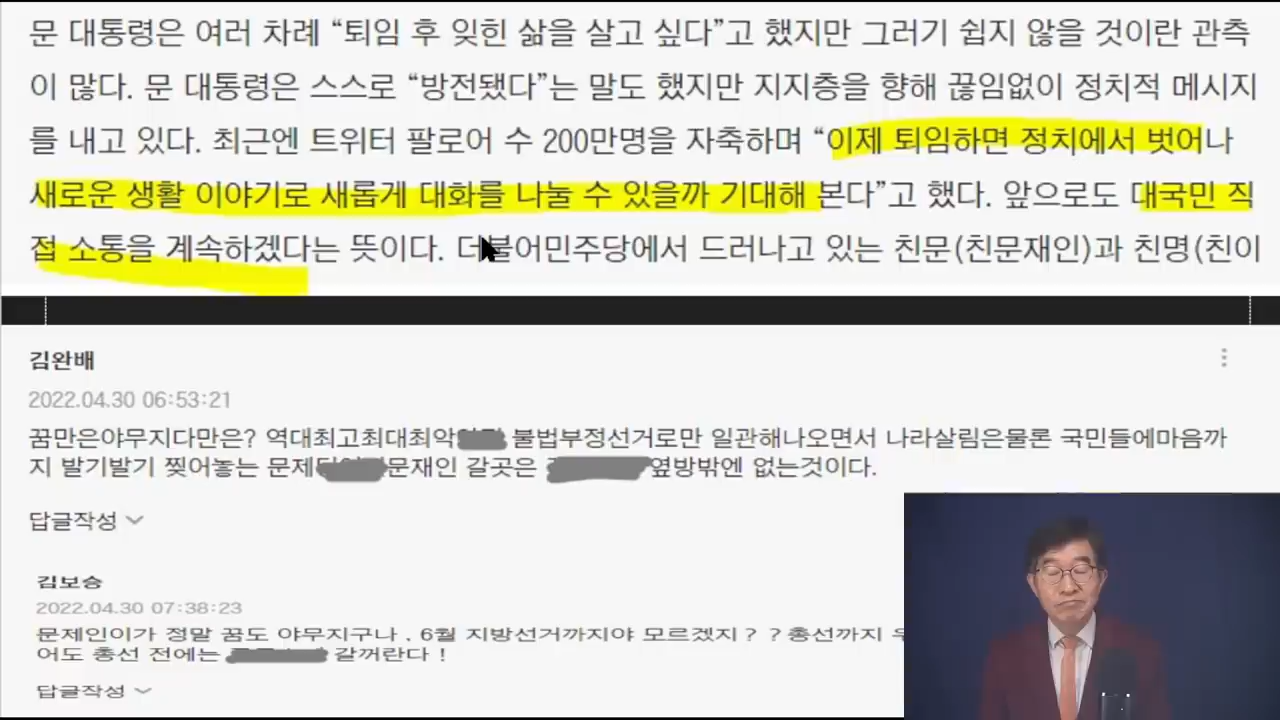 문 대통령은 여러 차례 “퇴임 후 잊힌 삶을 살고 싶다”고 했지만 그러기 쉽지 않을 것이란 관측
이 많다. 문 대통령은 스스로 “방전됐다”는 말도 했지만 지지층을 향해 끊임없이 정치적 메시지
를 내고 있다. 최근엔 트위터 팔로어 수 200만명을 자축하며 “이제 퇴임하면 정치에서 벗어나
새로운 생활 이야기로 새롭게 대화를 나눌 수 있을까 기대해 본다”고 했다. 앞으로도 대국민 직
접 소통을 계속하겠다는 뜻이다. 더불어민주당에서 드러나고 있는 친문(친문재인)과 친명(친이
김완배
2022.04.30 06:53:21
꿈만은야무지다만은? 역대최고최대최악 불법부정선거로만 일관해나오면서 나라살림은물론 국민들에마음까
지 발기발기 찢어놓는 문제 문재인 갈곳은 옆방밖엔 없는것이다.
답글작성
김보승
2022.04.30 07:38:23
문제인이가 정말 꿈도 야무지구나 . 6월 지방선거까지야 모르겠지 ? ? 총선까지
어도 총선 전에는 갈꺼란다 !
답글작성